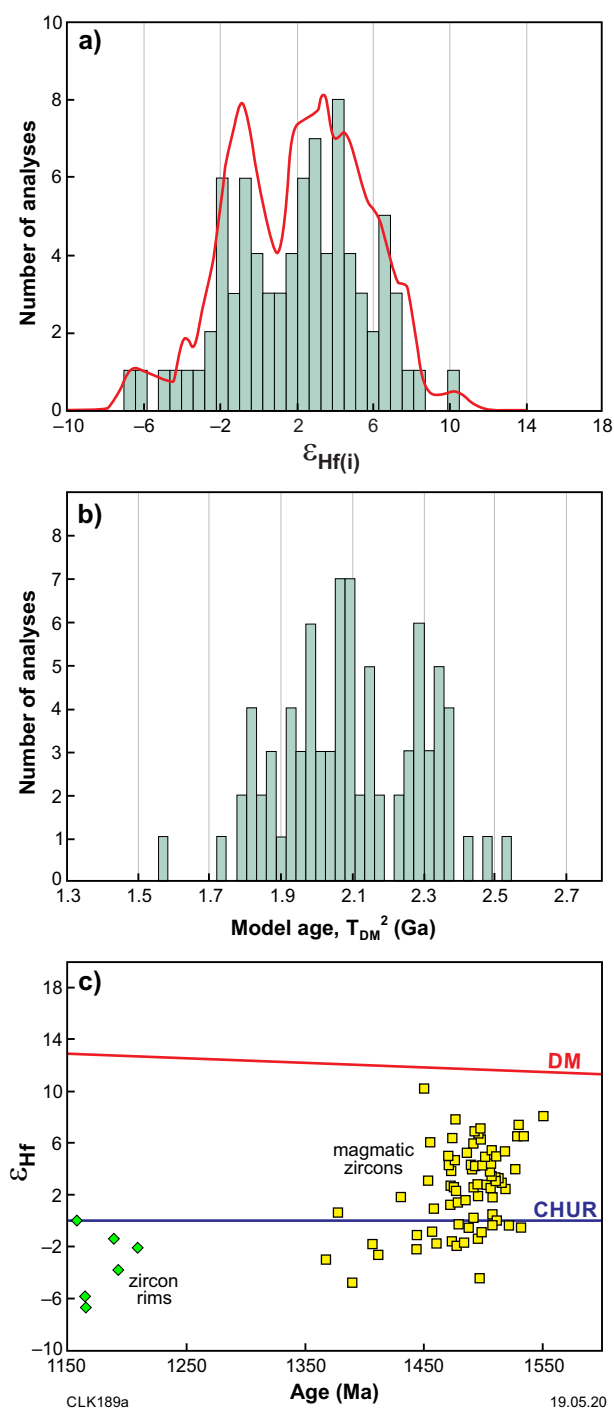 a)
Number of analyses
10
8
6
4
2
0
–10
–6
–2
2
6
10
14
18
εHf(i)
b)
Number of analyses
8
7
6
5
4
3
2
1
0
1.3
1.5
1.7
1.9
2.1
2.3
2.5
2.7
Model age, TDM² (Ga)
c)
εHf
18
14
10
6
2
–2
–6
–10
DM
magmatic
zircons
CHUR
zircon
rims
1150
1250
1350
1450
1550
Age (Ma)
CLK189a
19.05.20